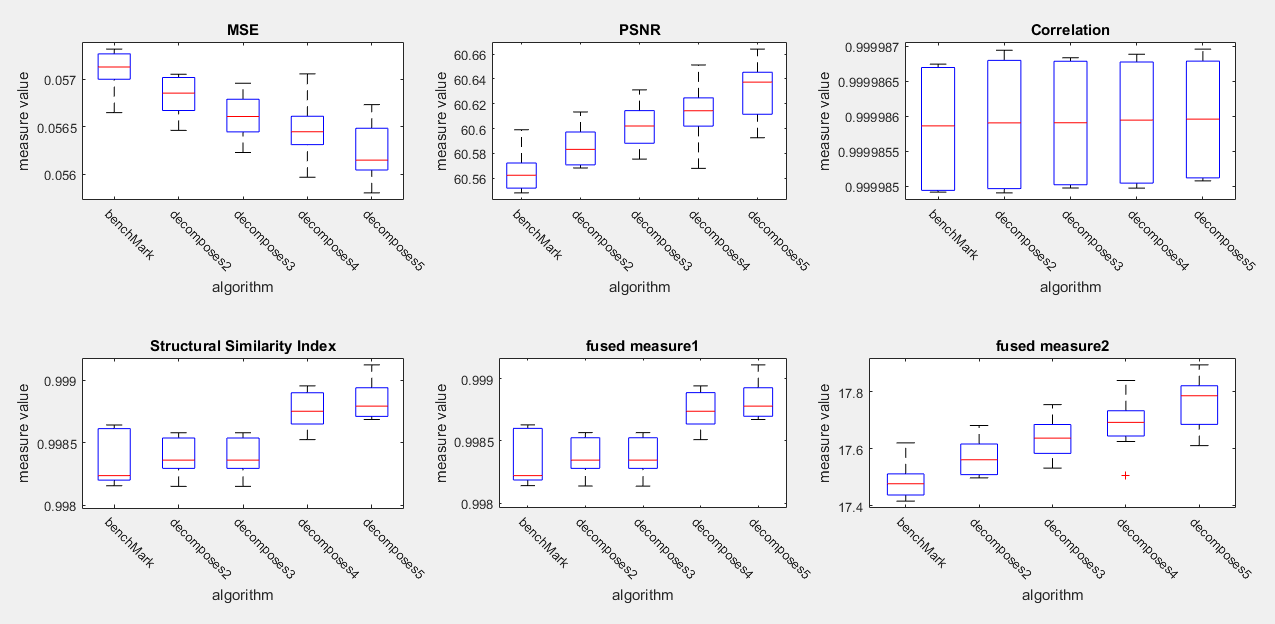 MSE
measure value
0.057
0.0565
0.056
benchMark
decomposes2
decomposes3
decomposes4
decomposes5
algorithm
PSNR
measure value
60.66
60.64
60.62
60.6
60.58
60.56
benchMark
decomposes2
decomposes3
decomposes4
decomposes5
algorithm
Correlation
measure value
0.999987
0.9999865
0.999986
0.9999855
0.999985
benchMark
decomposes2
decomposes3
decomposes4
decomposes5
algorithm
Structural Similarity Index
measure value
0.999
0.9985
0.998
benchMark
decomposes2
decomposes3
decomposes4
decomposes5
algorithm
fused measure1
measure value
0.999
0.9985
0.998
benchMark
decomposes2
decomposes3
decomposes4
decomposes5
algorithm
fused measure2
measure value
17.8
17.6
17.4
benchMark
decomposes2
decomposes3
decomposes4
decomposes5
algorithm